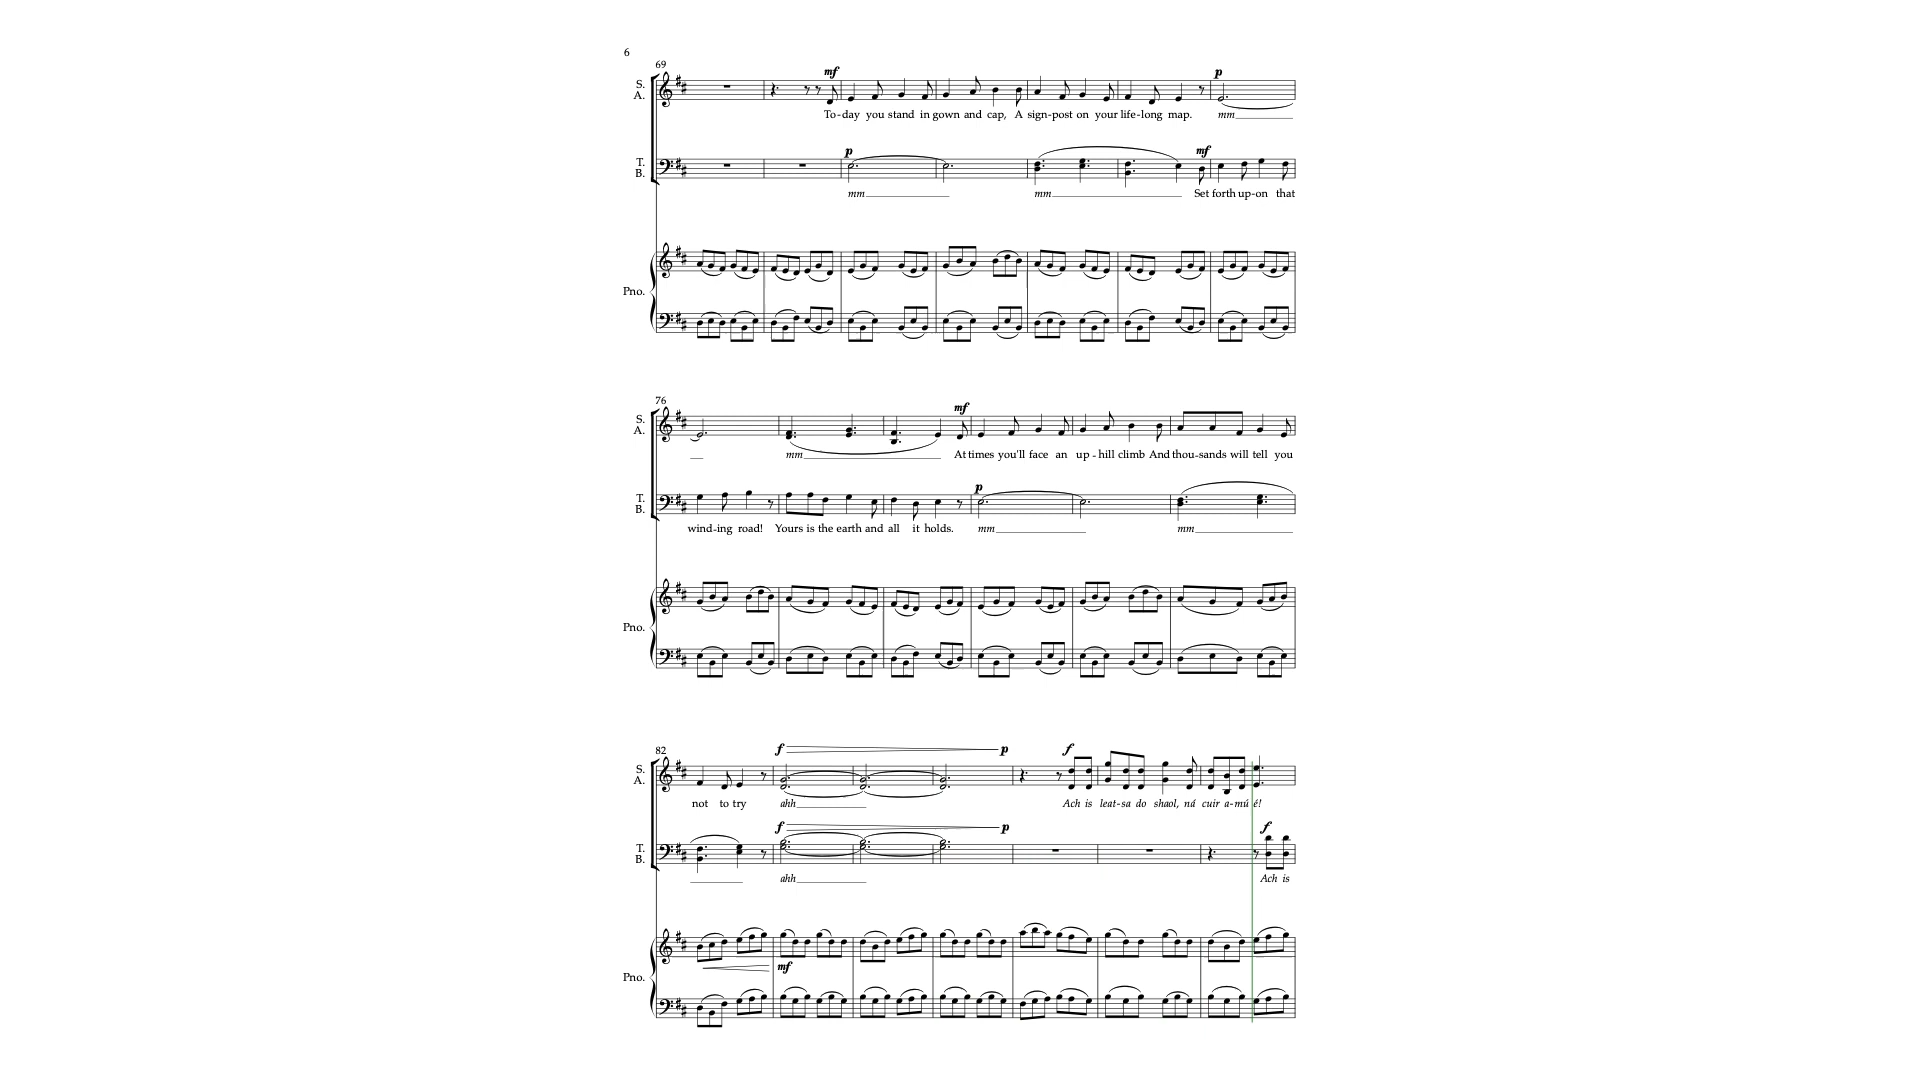 6
69
mf p
S.
A.
To-day you stand in gown and cap, A sign-post on your life-long map. mm
p mf
T.
B.
mm mm Set forth up-on that
Pno.
76
mf
S.
A.
mm At times you'll face an up-hill climb And thou-sands will tell you
p
T.
B.
wind-ing road! Yours is the earth and all it holds. mm mm
Pno.
82
f p f
S.
A.
not to try ahh Ach is leat-sa do shaol, ná cuir a-mú é!
f p f
T.
B.
ahh Ach is
mf
Pno.